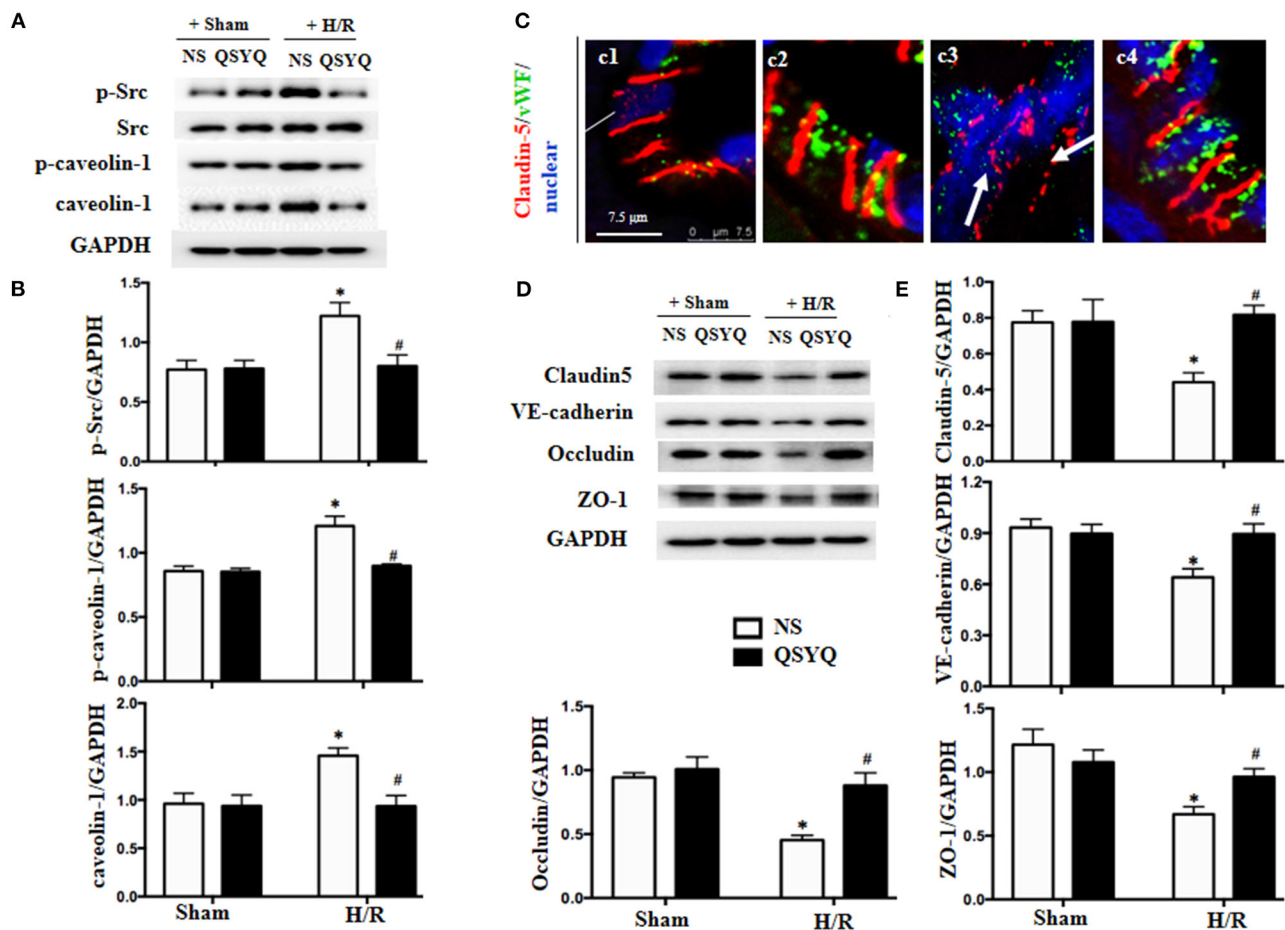 A
+ Sham + H/R
NS QSYQ NS QSYQ
p-Src
Src
p-caveolin-1
caveolin-1
GAPDH
B
1.5
1.0
0.5
0.0
p-Src/GAPDH
*
#
1.5
1.0
0.5
0.0
p-caveolin-1/GAPDH
*
#
2.0
1.5
1.0
0.5
0.0
caveolin-1/GAPDH
*
#
Sham H/R
C
Claudin-5/vWF/
nuclear
c1
c2
c3
c4
7.5 µm
0 µm 7.5
D
+ Sham + H/R
NS QSYQ NS QSYQ
Claudin5
VE-cadherin
Occludin
ZO-1
GAPDH
NS
QSYQ
1.5
1.0
0.5
0.0
Occludin/GAPDH
*
#
Sham H/R
E
1.2
0.8
0.4
0.0
Claudin-5/GAPDH
*
#
1.2
0.9
0.6
0.3
0.0
VE-cadherin/GAPDH
*
#
1.5
1.0
0.5
0.0
ZO-1/GAPDH
*
#
Sham H/R